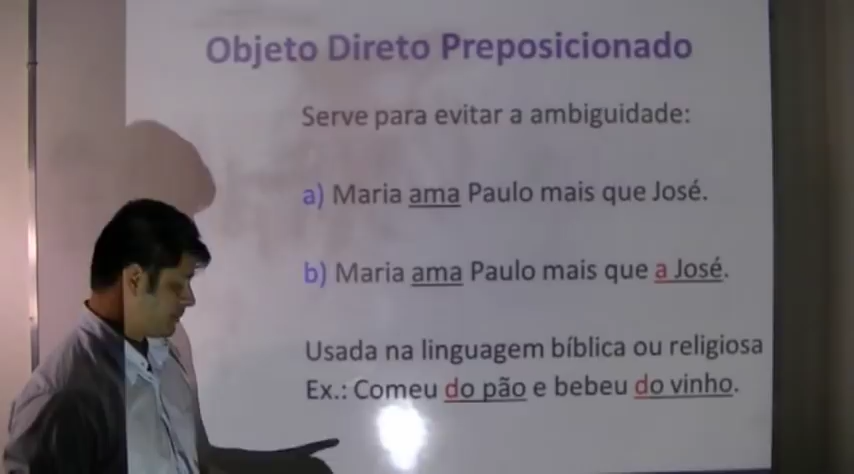 Objeto Direto Preposicionado
Serve para evitar a ambiguidade:
a) Maria ama Paulo mais que José.
b) Maria ama Paulo mais que a José.
Usada na linguagem bíblica ou religiosa
Ex.: Comeu do pão e bebeu do vinho.